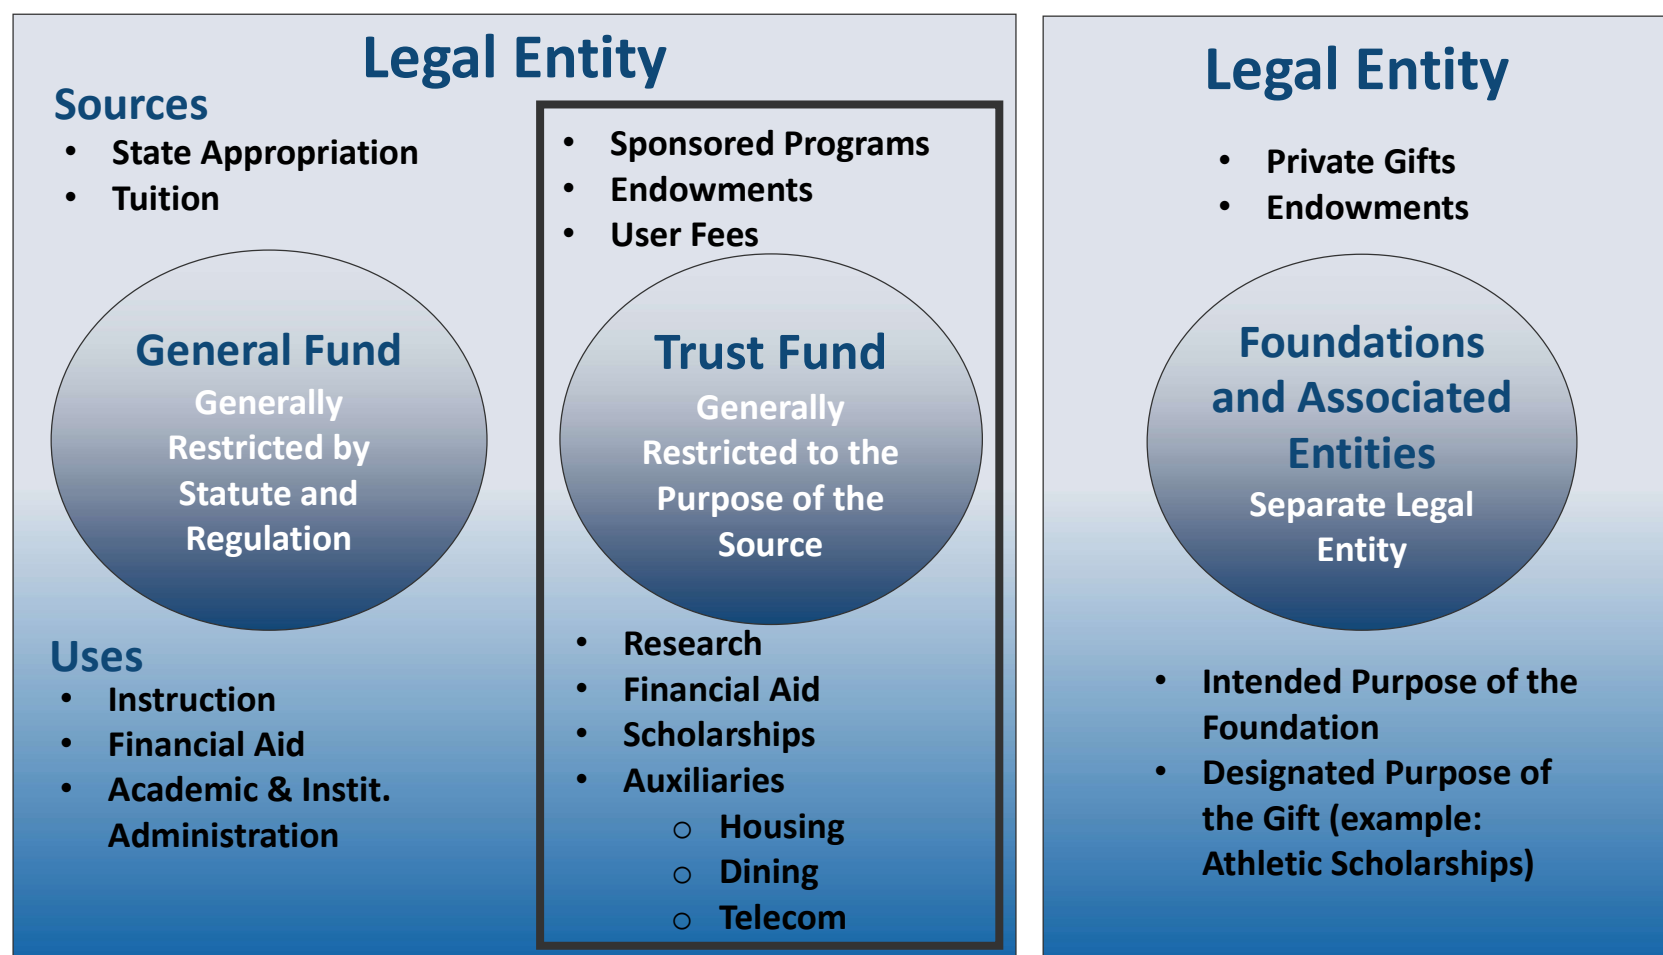 Legal Entity
Sources
• State Appropriation
• Tuition
General Fund
Generally
Restricted by
Statute and
Regulation
Uses
• Instruction
• Financial Aid
• Academic & Instit.
Administration
• Sponsored Programs
• Endowments
• User Fees
Trust Fund
Generally
Restricted to the
Purpose of the
Source
• Research
• Financial Aid
• Scholarships
• Auxiliaries
o Housing
o Dining
o Telecom
Legal Entity
• Private Gifts
• Endowments
Foundations
and Associated
Entities
Separate Legal
Entity
• Intended Purpose of the
Foundation
• Designated Purpose of
the Gift (example:
Athletic Scholarships)